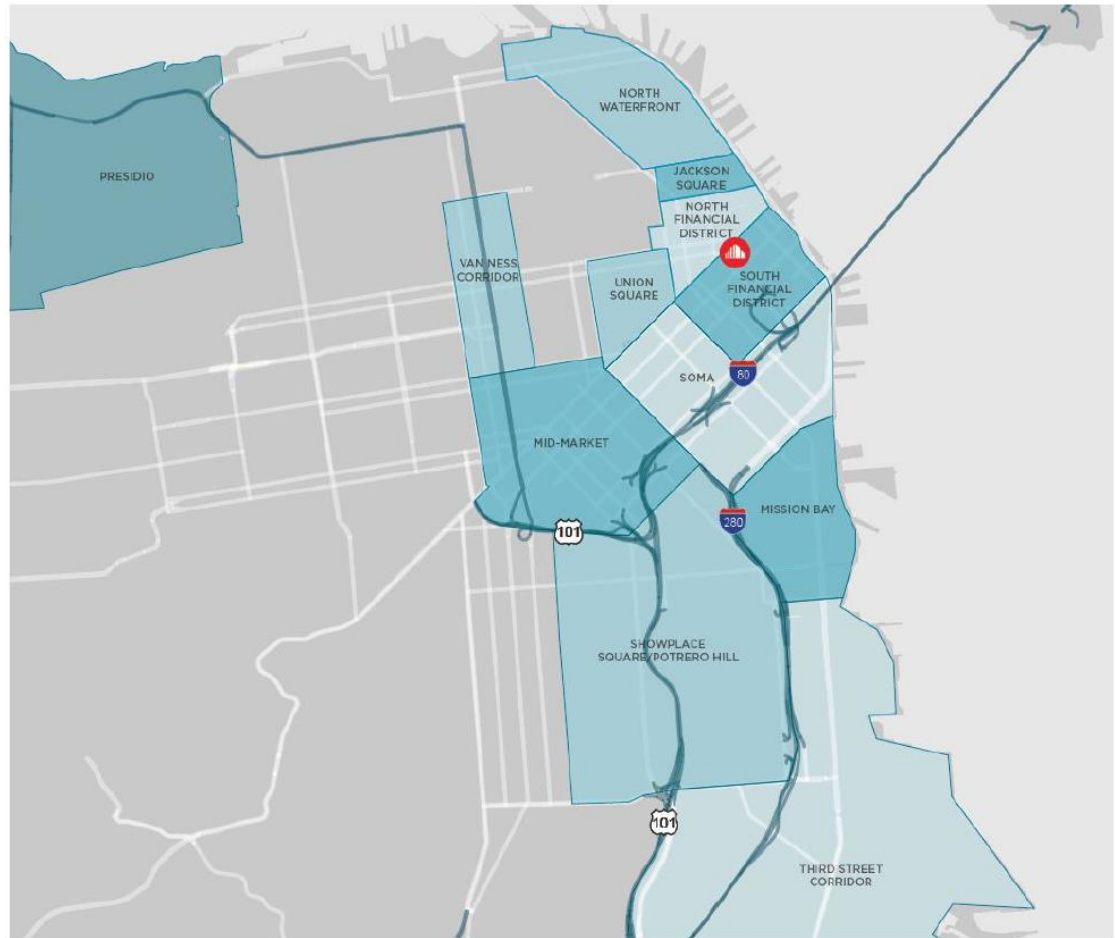 NORTH
WATERFRONT
PRESIDIO
JACKSON
SQUARE
NORTH
FINANCIAL
DISTRICT
VAN NESS
CORRIDOR
UNION
SQUARE
SOUTH
FINANCIAL
DISTRICT
SOMA
80
MID-MARKET
MISSION BAY
280
101
SHOWPLACE
SQUARE/POTRERO HILL
101
THIRD STREET
CORRIDOR